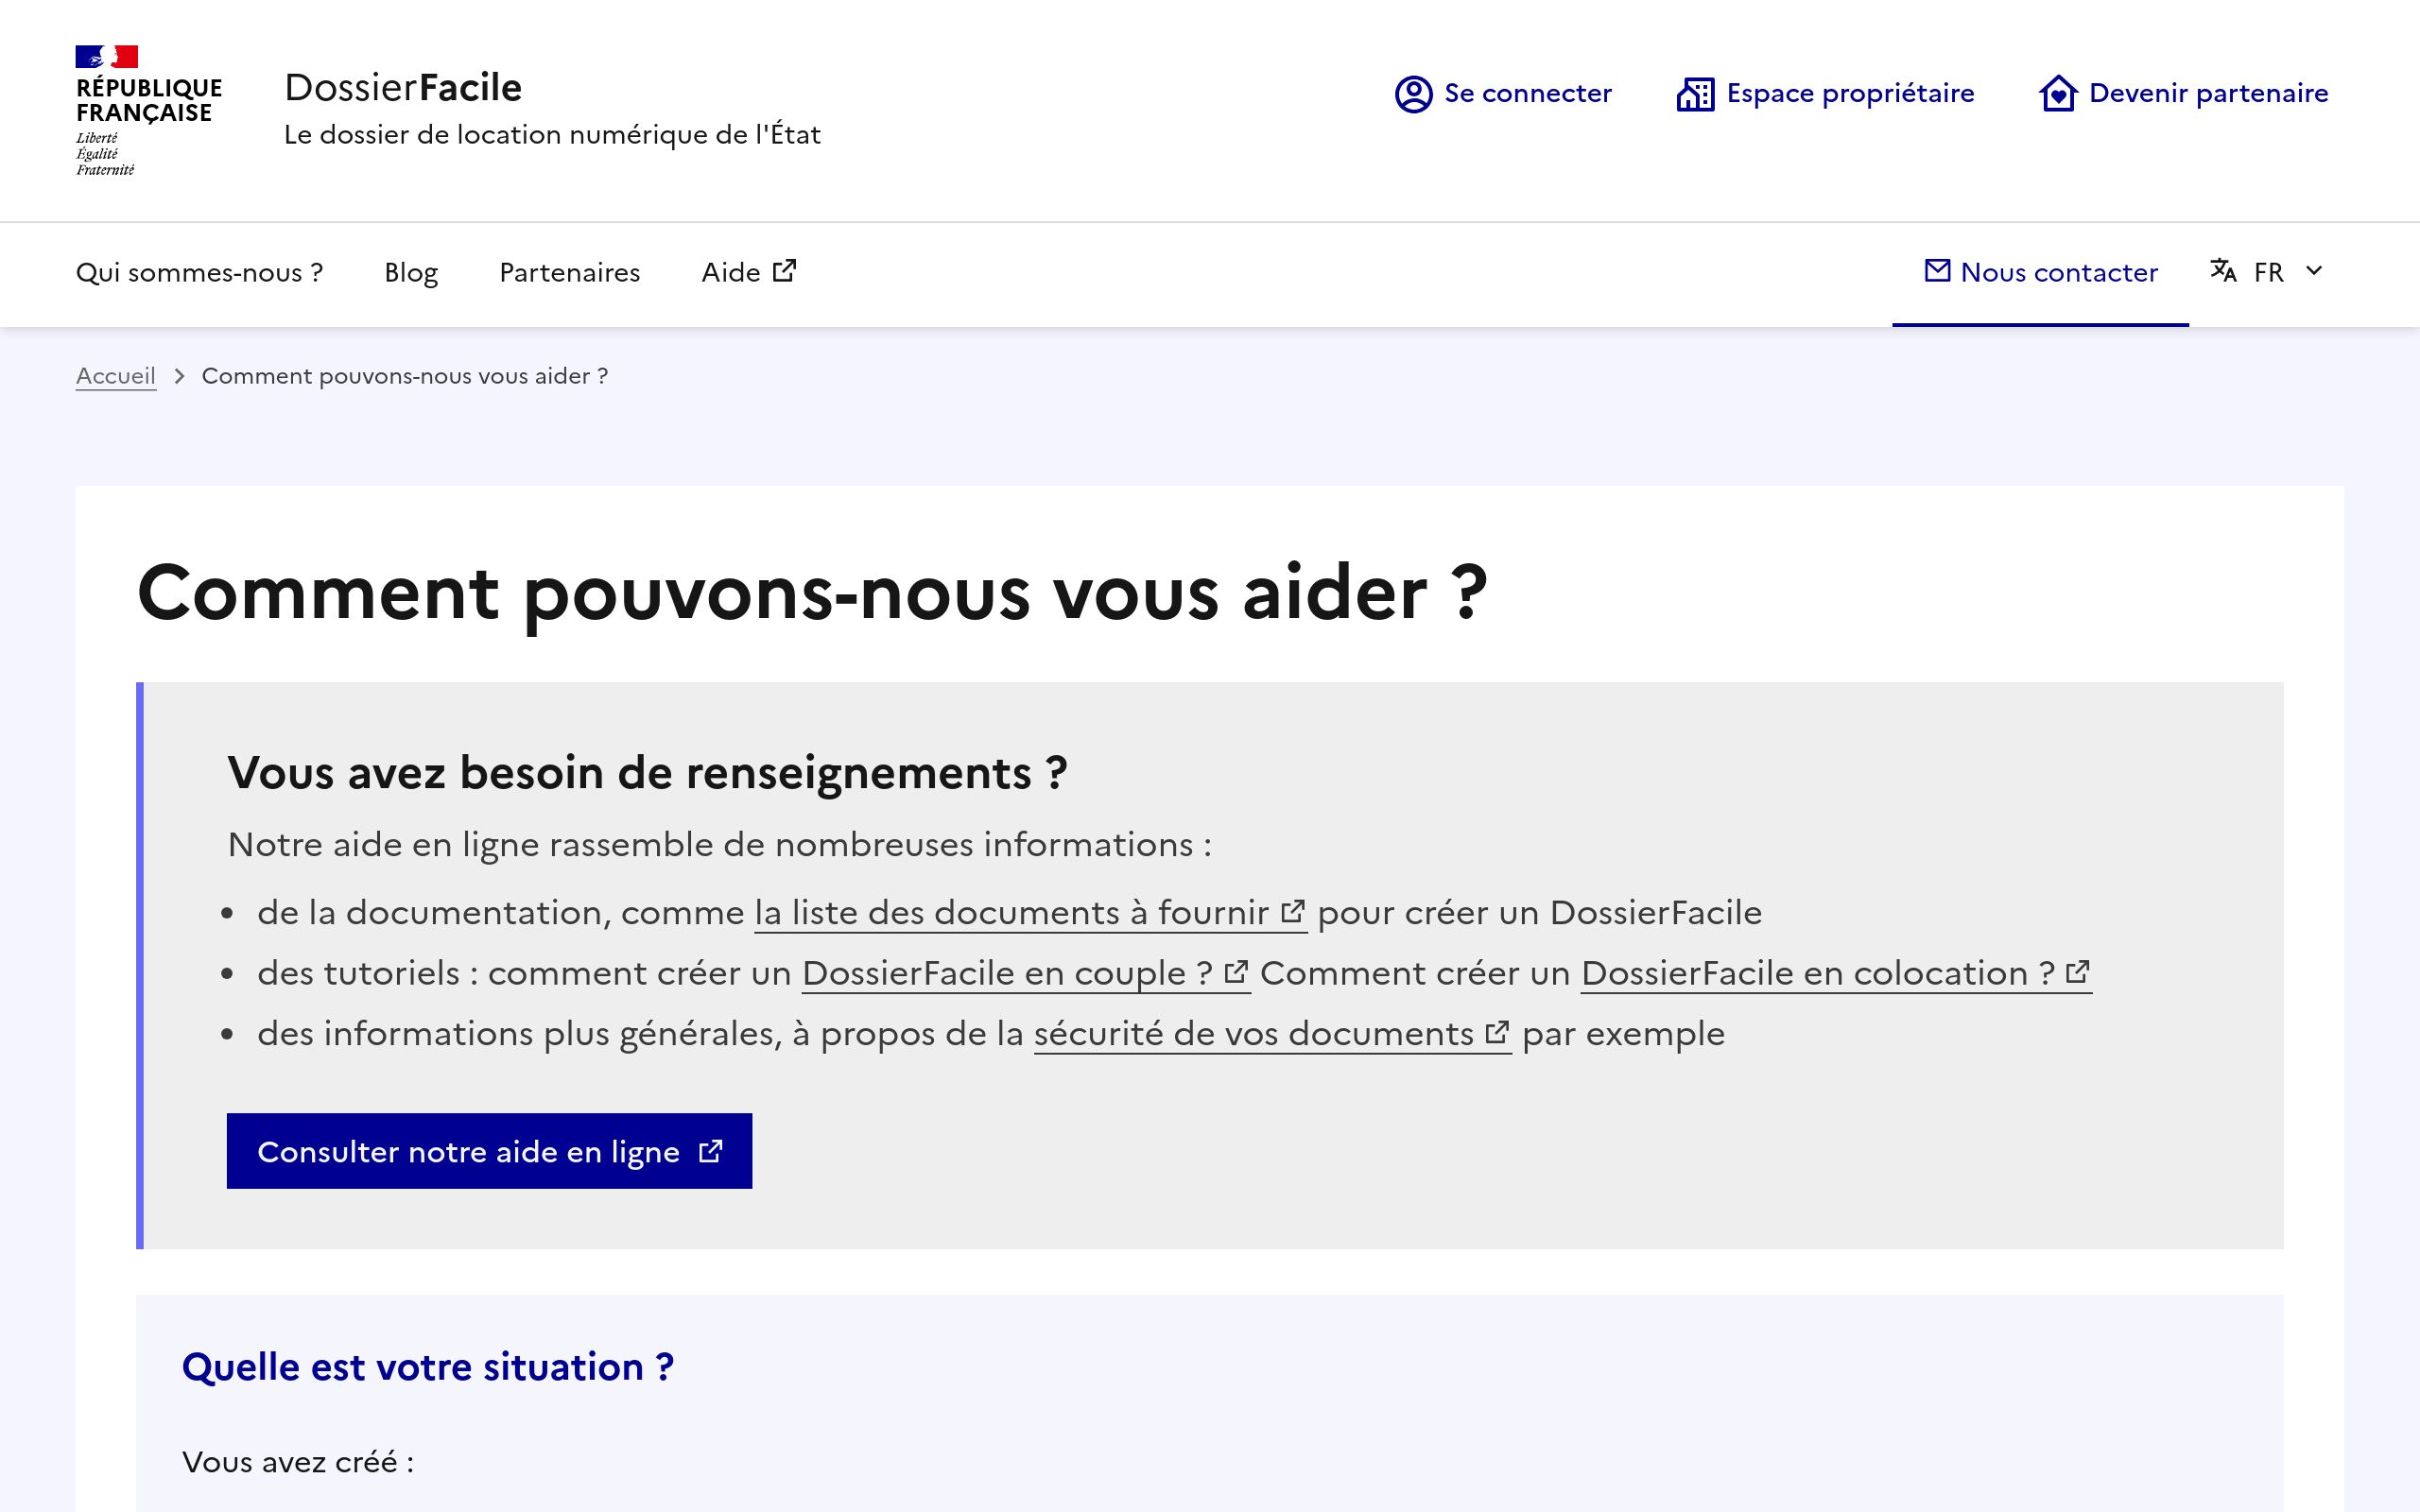 RÉPUBLIQUE
FRANÇAISE
Liberté
Égalité
Fraternité
DossierFacile
Le dossier de location numérique de l'État
Se connecter
Espace propriétaire
Devenir partenaire
Qui sommes-nous ?
Blog
Partenaires
Aide
Nous contacter
FR
Accueil
Comment pouvons-nous vous aider ?
Comment pouvons-nous vous aider ?
Vous avez besoin de renseignements ?
Notre aide en ligne rassemble de nombreuses informations :
• de la documentation, comme la liste des documents à fournir pour créer un DossierFacile
• des tutoriels : comment créer un DossierFacile en couple ? Comment créer un DossierFacile en colocation ?
• des informations plus générales, à propos de la sécurité de vos documents par exemple
Consulter notre aide en ligne
Quelle est votre situation ?
Vous avez créé :